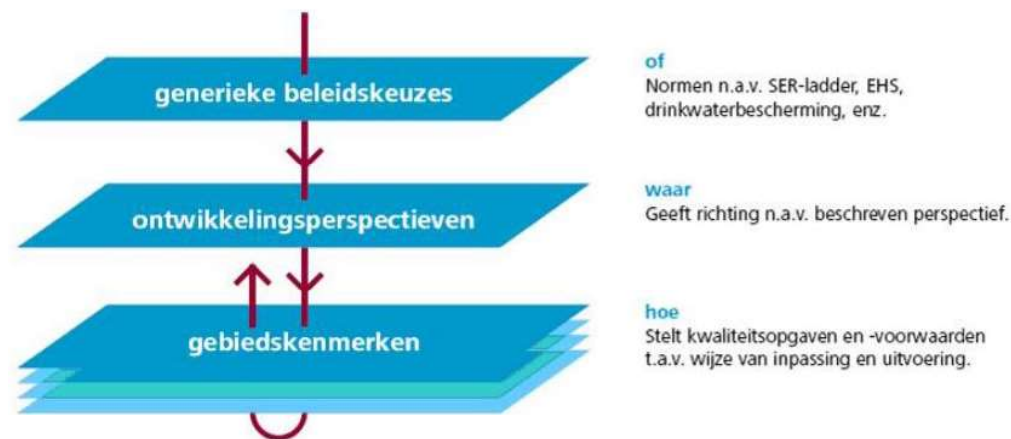 generieke beleidskeuzes
of
Normen n.a.v. SER-ladder, EHS,
drinkwaterbescherming, enz.
ontwikkelingsperspectieven
waar
Geeft richting n.a.v. beschreven perspectief.
gebiedskenmerken
hoe
Stelt kwaliteitsopgaven en -voorwaarden
t.a.v. wijze van inpassing en uitvoering.